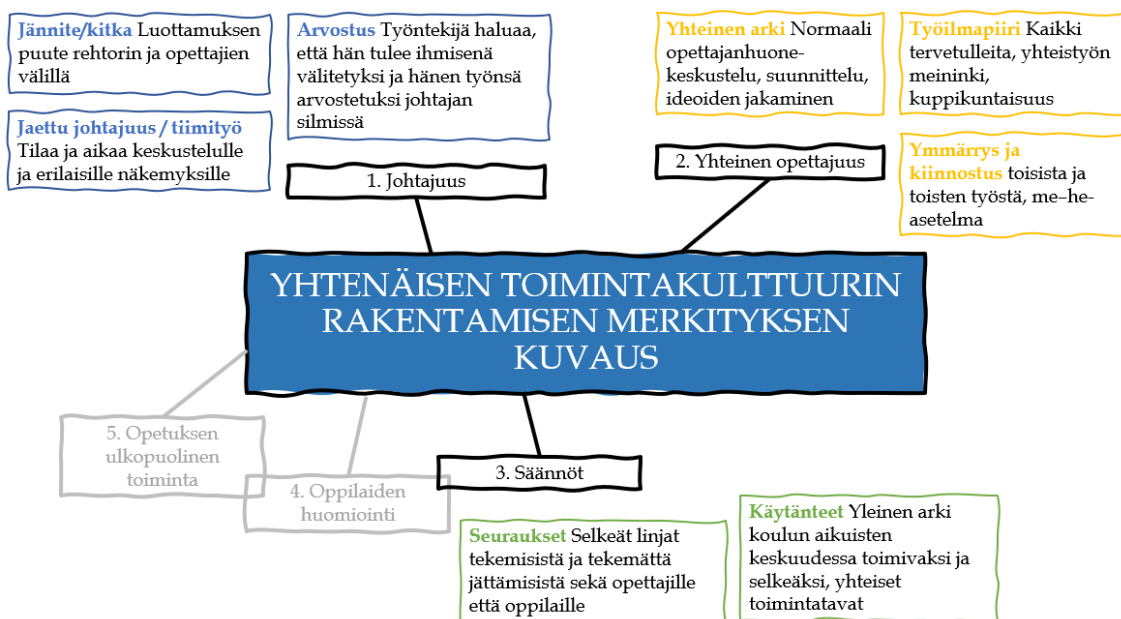 Jännite/kitka Luottamuksen
puute rehtorin ja opettajien
välillä
Arvostus Työntekijä haluaa,
että hän tulee ihmisenä
välitetyksi ja hänen työnsä
arvostetuksi johtajan
silmissä
Yhteinen arki Normaali
opettajanhuone-
keskustelu, suunnittelu,
ideoiden jakaminen
Työilmapiiri Kaikki
tervetulleita, yhteistyön
meininki,
kuppikuntaisuus
Jaettu johtajuus / tiimityö
Tilaa ja aikaa keskustelulle
ja erilaisille näkemyksille
Ymmärrys ja
kiinnostus toisista ja
toisten työstä, me–he-
asetelma
1. Johtajuus
2. Yhteinen opettajuus
YHTENÄISEN TOIMINTAKULTTUURIN
RAKENTAMISEN MERKITYKSEN
KUVAUS
5. Opetuksen
ulkopuolinen
toiminta
4. Oppilaiden
huomiointi
3. Säännöt
Seuraukset Selkeät linjat
tekemisistä ja tekemättä
jättämisistä sekä opettajille
että oppilaille
Käytänteet Yleinen arki
koulun aikuisten
keskuudessa toimivaksi ja
selkeäksi, yhteiset
toimintatavat